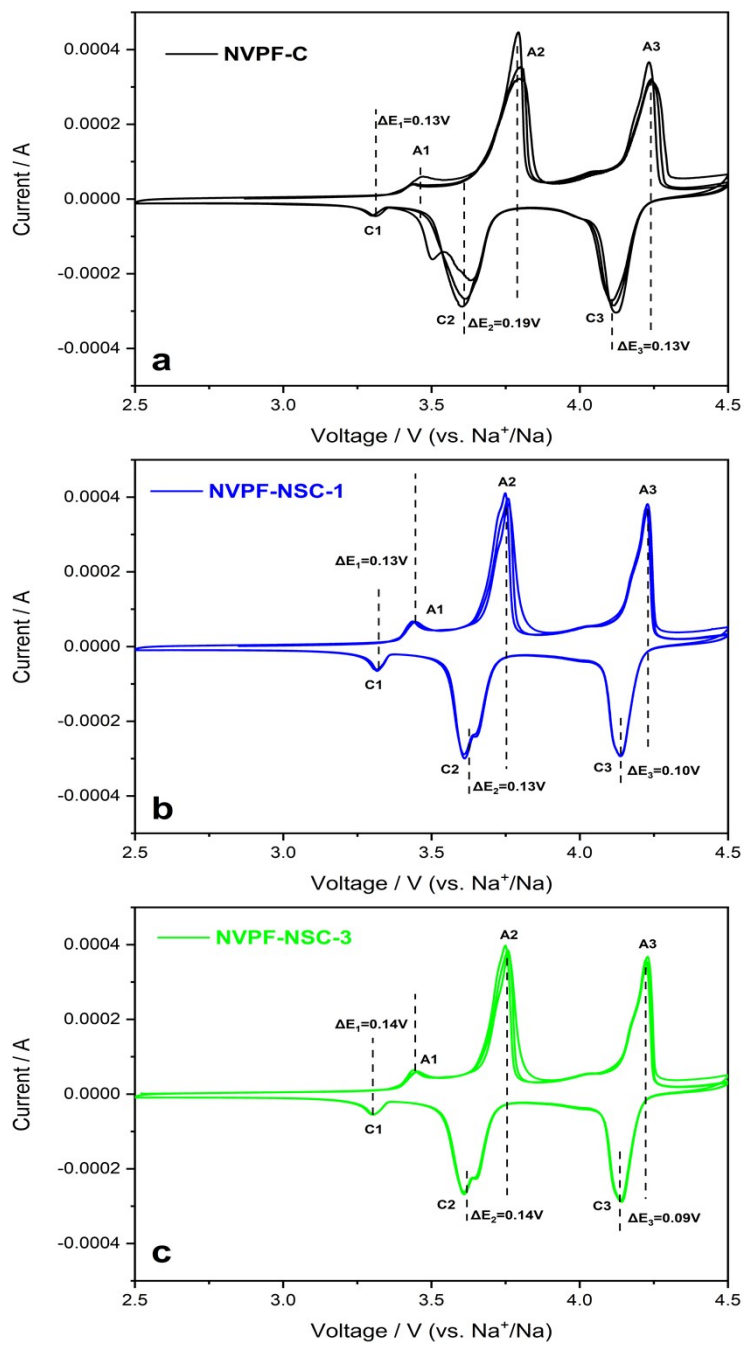 NVPF-C
A2
A3
ΔE₁=0.13V
A1
C1
C2
ΔE₂=0.19V
C3
ΔE₃=0.13V
a
0.0004
0.0002
0.0000
-0.0002
-0.0004
Current / A
2.5 3.0 3.5 4.0 4.5
Voltage / V (vs. Na⁺/Na)
NVPF-NSC-1
A2
A3
ΔE₁=0.13V
A1
C1
C2
ΔE₂=0.13V
C3
ΔE₃=0.10V
b
0.0004
0.0002
0.0000
-0.0002
-0.0004
Current / A
2.5 3.0 3.5 4.0 4.5
Voltage / V (vs. Na⁺/Na)
NVPF-NSC-3
A2
A3
ΔE₁=0.14V
A1
C1
C2
ΔE₂=0.14V
C3
ΔE₃=0.09V
c
0.0004
0.0002
0.0000
-0.0002
-0.0004
Current / A
2.5 3.0 3.5 4.0 4.5
Voltage / V (vs. Na⁺/Na)